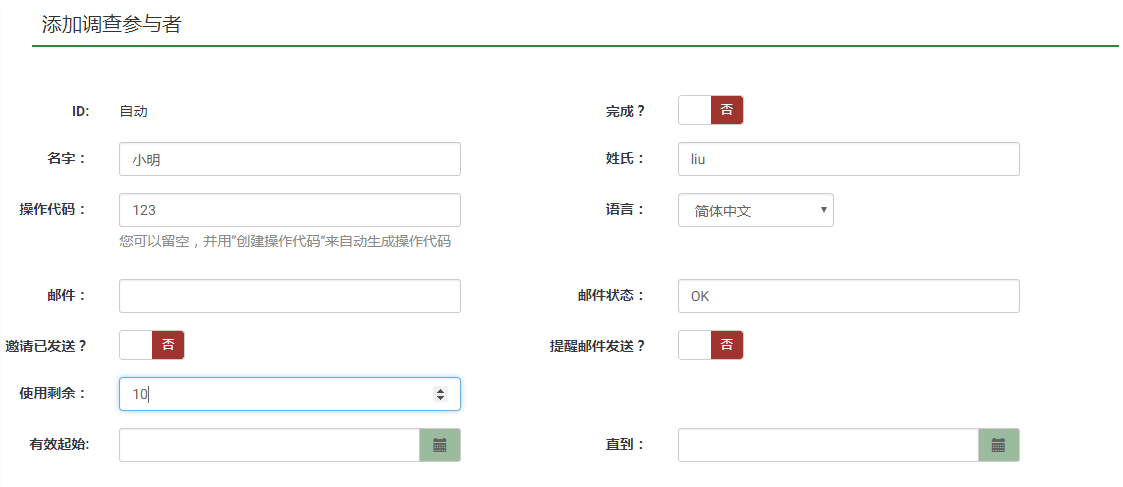 添加调查参与者
ID: 自动 完成？ 否
名字： 小明 姓氏： liu
操作代码： 123 语言： 简体中文
您可以留空，并用"创建操作代码"来自动生成操作代码
邮件： 邮件状态： OK
邀请已发送？ 否 提醒邮件发送？ 否
使用剩余： 10
有效起始: 直到：